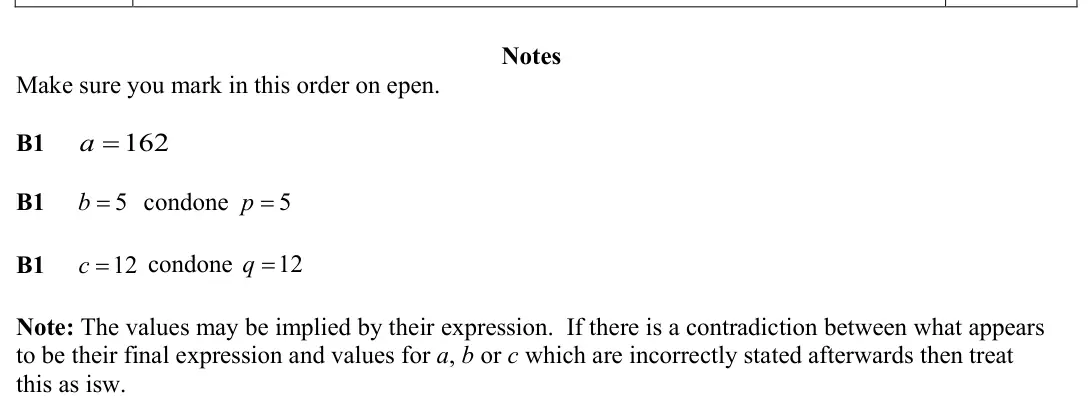 Notes
Make sure you mark in this order on epen.
B1 a = 162
B1 b = 5 condone p = 5
B1 c = 12 condone q = 12
Note: The values may be implied by their expression. If there is a contradiction between what appears
to be their final expression and values for a, b or c which are incorrectly stated afterwards then treat
this as isw.